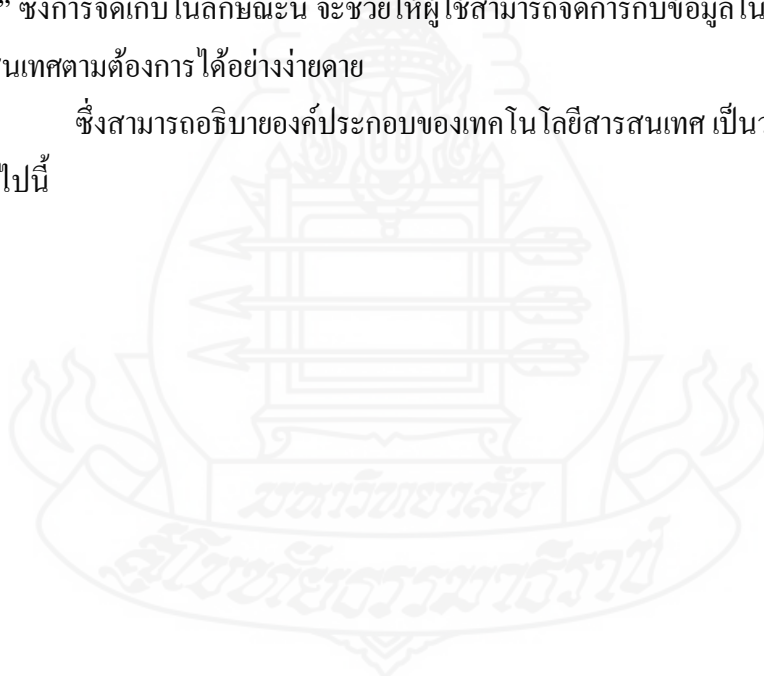 ” ซึ่งการจัดเก็บในลักษณะนี้ จะช่วยให้ผู้ใช้สามารถจัดการกับข้อมูลใน
สนเทศตามต้องการได้อย่างง่ายดาย
ซึ่งสามารถอธิบายองค์ประกอบของเทคโนโลยีสารสนเทศ เป็น
ไปนี้
มหาวิทยาลัย
สุโขทัยธรรมาธิราช